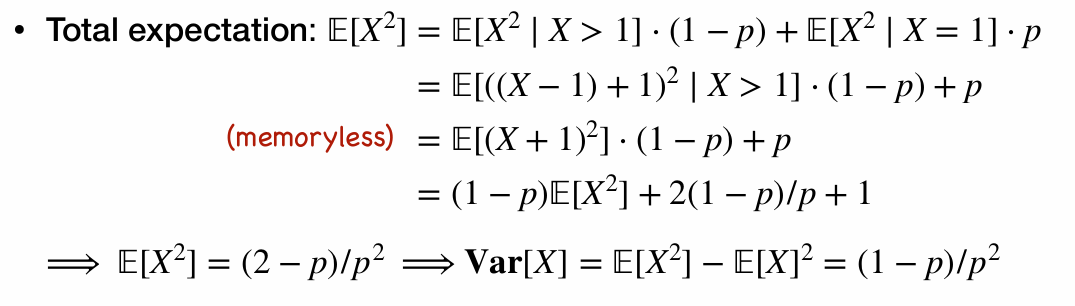 • Total expectation: 𝔼[X² | X > 1] · (1 − p) + 𝔼[X² | X = 1] · p
= 𝔼[((X − 1) + 1)² | X > 1] · (1 − p) + p
(memoryless) = 𝔼[(X + 1)²] · (1 − p) + p
= (1 − p)𝔼[X²] + 2(1 − p)/p + 1
⟹ 𝔼[X²] = (2 − p)/p² ⟹ Var[X] = 𝔼[X²] − 𝔼[X]² = (1 − p)/p²